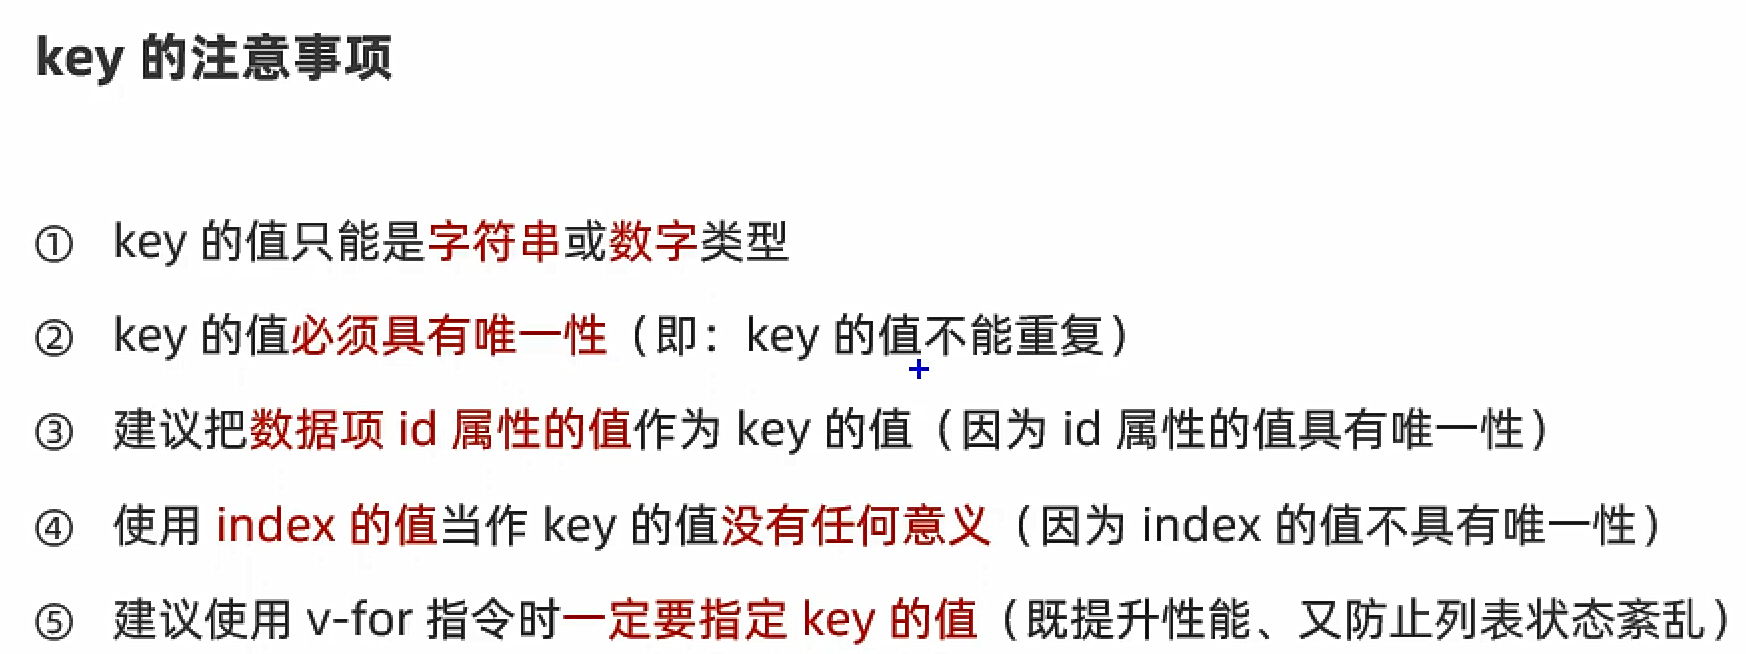 key 的注意事项
① key 的值只能是字符串或数字类型
② key 的值必须具有唯一性（即：key 的值不能重复）
③ 建议把数据项 id 属性的值作为 key 的值（因为 id 属性的值具有唯一性）
④ 使用 index 的值当作 key 的值没有任何意义（因为 index 的值不具有唯一性）
⑤ 建议使用 v-for 指令时一定要指定 key 的值（既提升性能、又防止列表状态紊乱）